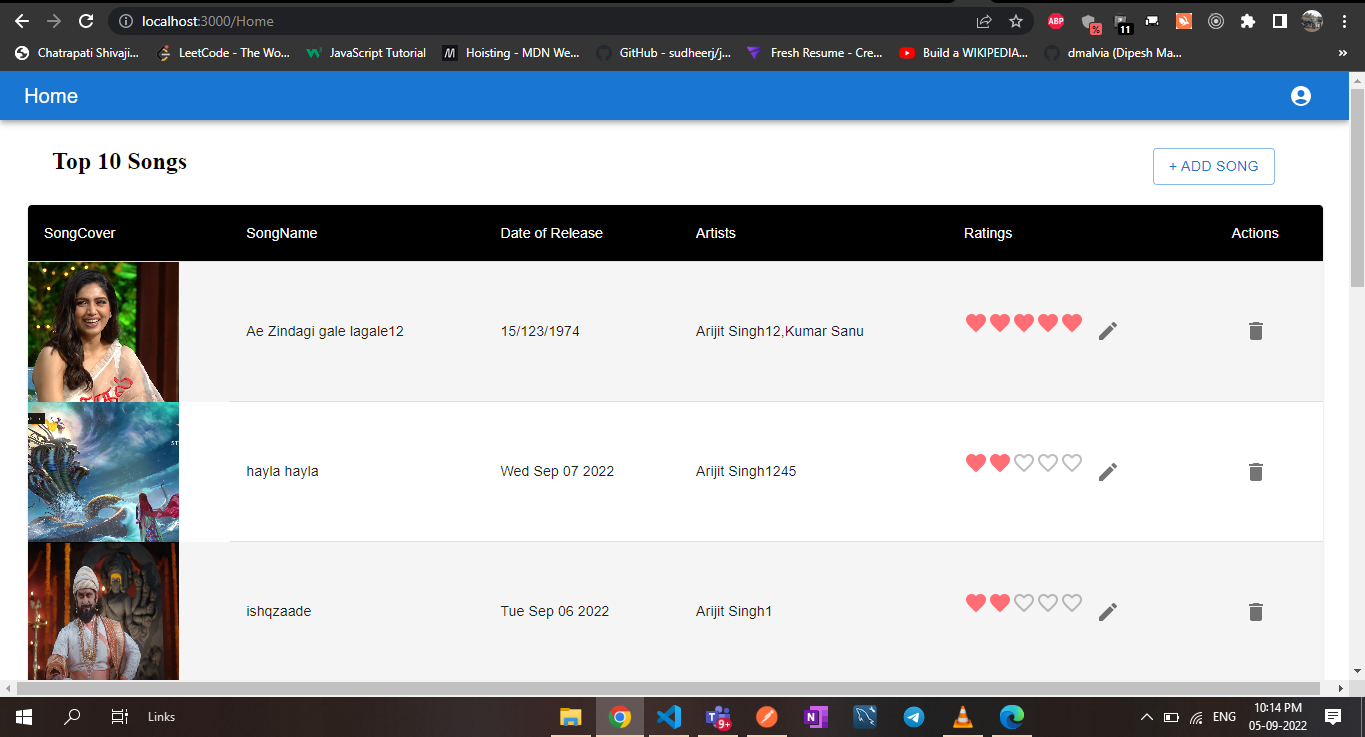 localhost:3000/Home
ABP
%
11
Chatrapati Shivaji...
LeetCode - The Wo...
JavaScript Tutorial
Hoisting - MDN We...
GitHub - sudheerj/j...
Fresh Resume - Cre...
Build a WIKIPEDIA...
dmalvia (Dipesh Ma...
»
Home
Top 10 Songs
+ ADD SONG
SongCover SongName Date of Release Artists Ratings Actions
Ae Zindagi gale lagale12 15/123/1974 Arijit Singh12,Kumar Sanu
hayla hayla Wed Sep 07 2022 Arijit Singh1245
ishqzaade Tue Sep 06 2022 Arijit Singh1
Links
9+
ENG
10:14 PM
05-09-2022